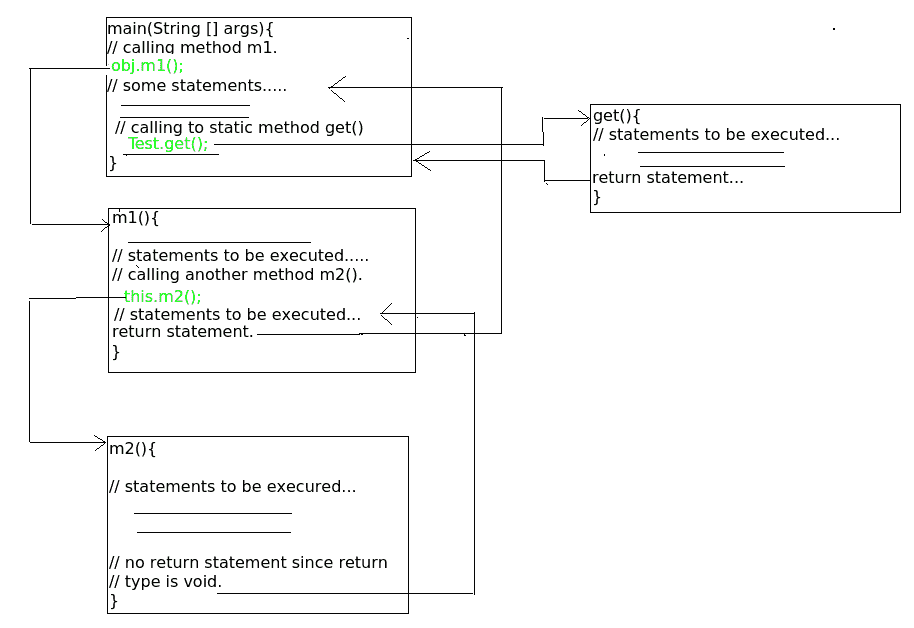 main(String [] args){
// calling method m1.
obj.m1();
// some statements.....
// calling to static method get()
Test.get();
}
get(){
// statements to be executed...
return statement...
}
m1(){
// statements to be executed.....
// calling another method m2().
this.m2();
// statements to be executed...
return statement.
}
m2(){
// statements to be execured...
// no return statement since return
// type is void.
}